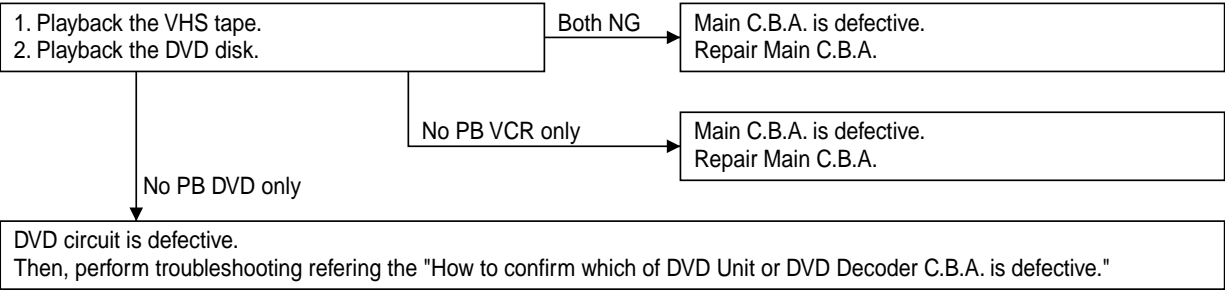 1. Playback the VHS tape.
2. Playback the DVD disk.
Both NG
Main C.B.A. is defective.
Repair Main C.B.A.
No PB VCR only
Main C.B.A. is defective.
Repair Main C.B.A.
No PB DVD only
DVD circuit is defective.
Then, perform troubleshooting refering the "How to confirm which of DVD Unit or DVD Decoder C.B.A. is defective."